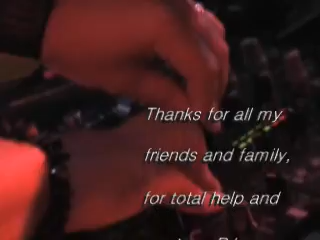 Thanks for all my
friends and family,
for total help and